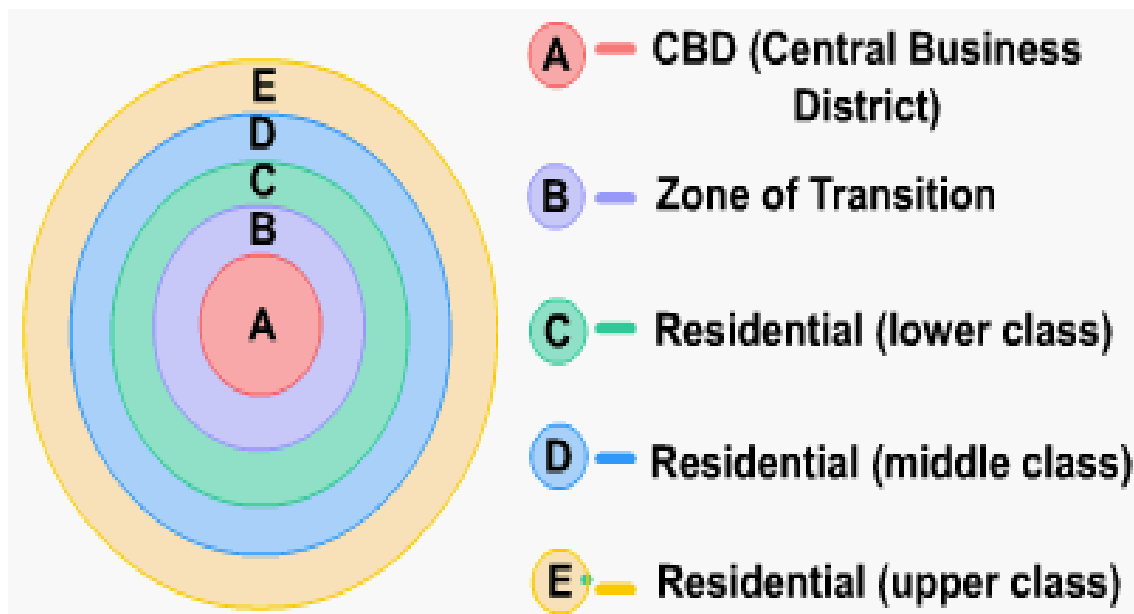 E
D
C
B
A
A CBD (Central Business
District)
B Zone of Transition
C Residential (lower class)
D Residential (middle class)
E Residential (upper class)